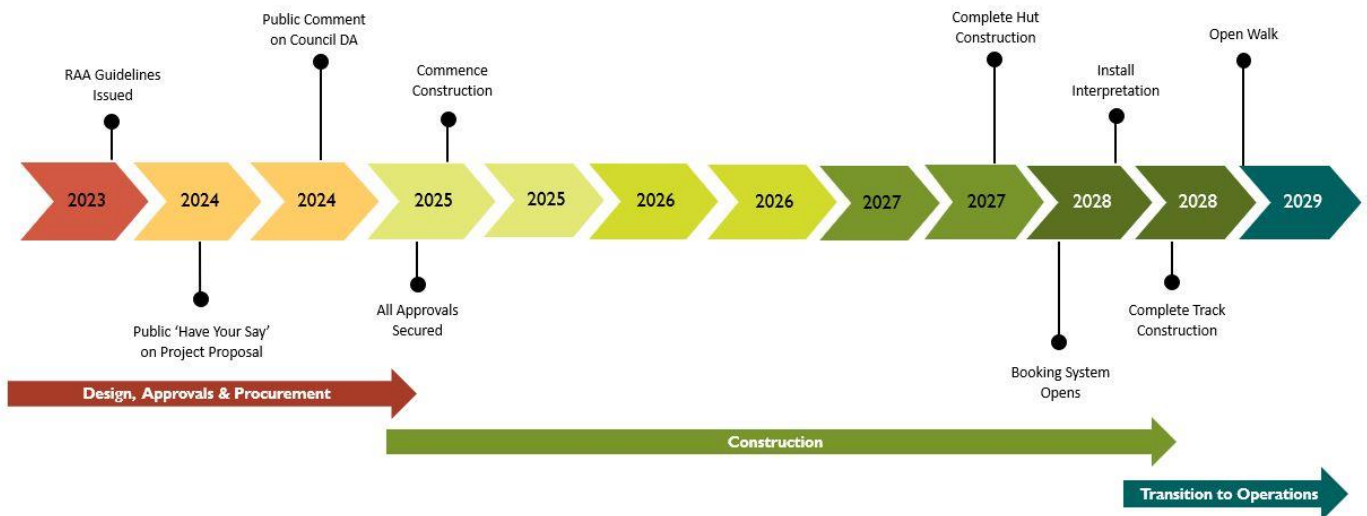 Public Comment
on Council DA
Complete Hut
Construction
Open Walk
RAA Guidelines
Issued
Commence
Construction
Install
Interpretation
2023
2024
2024
2025
2025
2026
2026
2027
2027
2028
2028
2029
Public ‘Have Your Say’
on Project Proposal
All Approvals
Secured
Booking System
Opens
Complete Track
Construction
Design, Approvals & Procurement
Construction
Transition to Operations